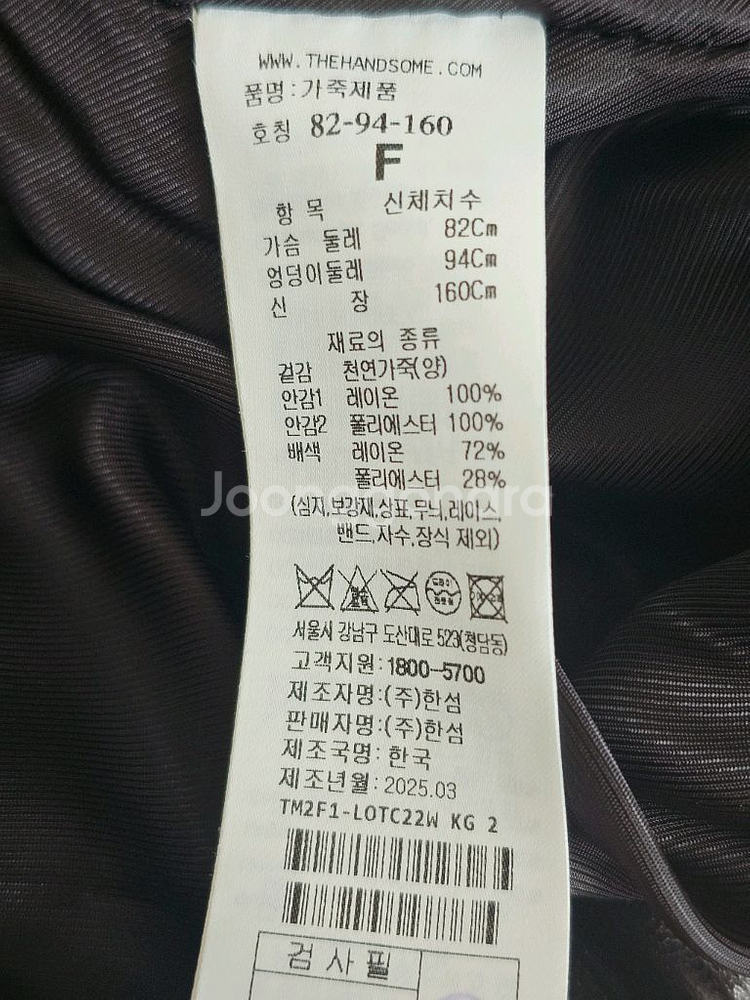 WWW.THEHANDSOME.COM
품명:가죽제품
호칭 82-94-160
F
항 목 신체치수
가슴 둘레 82Cm
엉덩이둘레 94Cm
신 장 160Cm
재료의 종류
겉감 천연가죽(양)
안감1 레이온 100%
안감2 폴리에스터 100%
배색 레이온 72%
폴리에스터 28%
(심지,보강재,상표,무늬,레이스,
밴드,자수,장식 제외)
서울시 강남구 도산대로 523(청담동)
고객지원:1800-5700
제조자명:(주)한섬
판매자명:(주)한섬
제조국명: 한국
제조년월: 2025.03
TM2F1-LOTC22W KG 2
검 사 필
Joonggonara